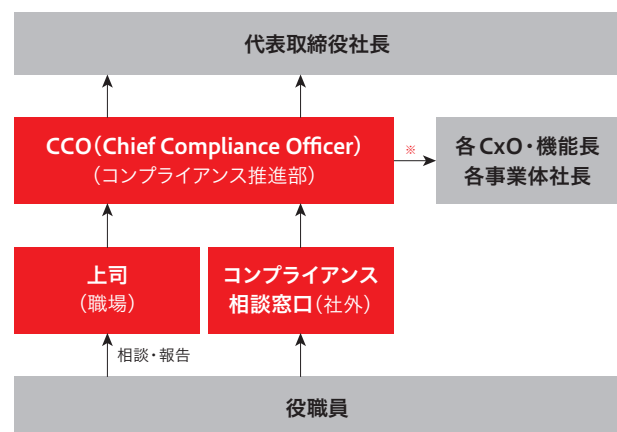 代表取締役社長
CCO（Chief Compliance Officer）
（コンプライアンス推進部）
※
各CxO・機能長
各事業体社長
上司
（職場）
コンプライアンス
相談窓口（社外）
相談・報告
役職員